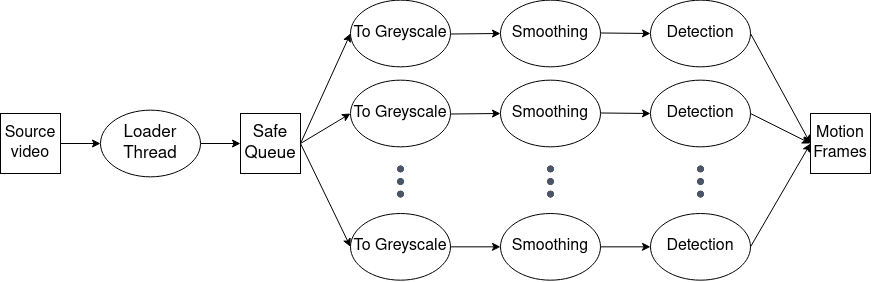 Source
video
Loader
Thread
Safe
Queue
To Greyscale
Smoothing
Detection
To Greyscale
Smoothing
Detection
To Greyscale
Smoothing
Detection
Motion
Frames